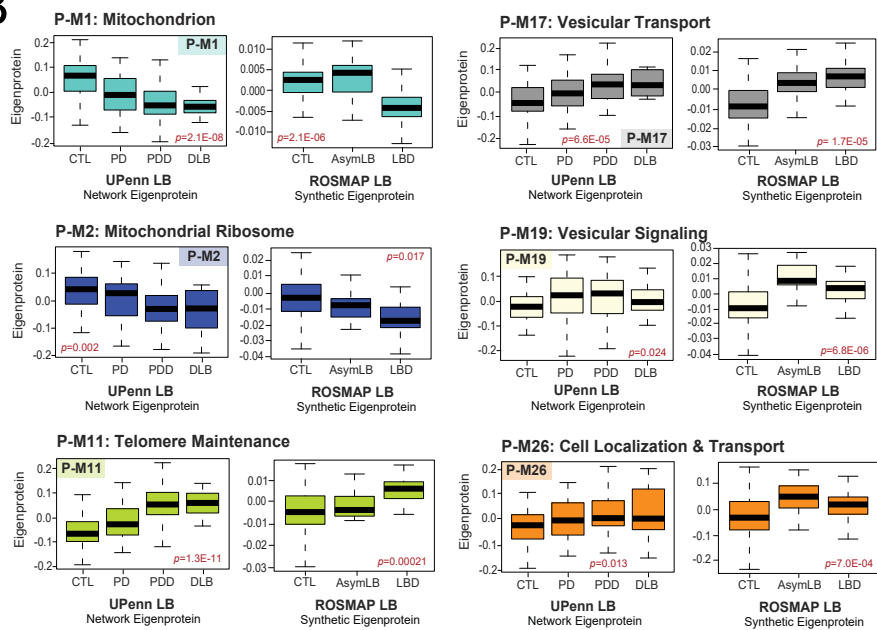 P-M1: Mitochondrion
Eigenprotein
0.2
0.1
0.0
-0.1
-0.2
P-M1
p=2.1E-08
CTL PD PDD DLB
UPenn LB
Network Eigenprotein
0.010
0.005
0.000
-0.005
-0.010
p=2.1E-06
CTL AsymLB LBD
ROSMAP LB
Synthetic Eigenprotein
P-M17: Vesicular Transport
Eigenprotein
0.2
0.1
0.0
-0.1
-0.2
p=6.6E-05
P-M17
CTL PD PDD DLB
UPenn LB
Network Eigenprotein
0.02
0.01
0.00
-0.01
-0.02
-0.03
p= 1.7E-05
CTL AsymLB LBD
ROSMAP LB
Synthetic Eigenprotein
P-M2: Mitochondrial Ribosome
Eigenprotein
0.1
0.0
-0.1
-0.2
P-M2
p=0.002
CTL PD PDD DLB
UPenn LB
Network Eigenprotein
0.02
0.01
0.00
-0.01
-0.02
-0.03
-0.04
p=0.017
CTL AsymLB LBD
ROSMAP LB
Synthetic Eigenprotein
P-M19: Vesicular Signaling
Eigenprotein
0.1
0.0
-0.1
-0.2
P-M19
p=0.024
CTL PD PDD DLB
UPenn LB
Network Eigenprotein
0.03
0.02
0.01
0.00
-0.01
-0.02
-0.03
-0.04
p=6.8E-06
CTL AsymLB LBD
ROSMAP LB
Synthetic Eigenprotein
P-M11: Telomere Maintenance
Eigenprotein
0.2
0.1
0.0
-0.1
-0.2
P-M11
p=1.3E-11
CTL PD PDD DLB
UPenn LB
Network Eigenprotein
0.01
0.00
-0.01
-0.02
-0.03
p=0.00021
CTL AsymLB LBD
ROSMAP LB
Synthetic Eigenprotein
P-M26: Cell Localization & Transport
Eigenprotein
0.2
0.1
0.0
-0.1
-0.2
P-M26
p=0.013
CTL PD PDD DLB
UPenn LB
Network Eigenprotein
0.1
0.0
-0.1
-0.2
p=7.0E-04
CTL AsymLB LBD
ROSMAP LB
Synthetic Eigenprotein